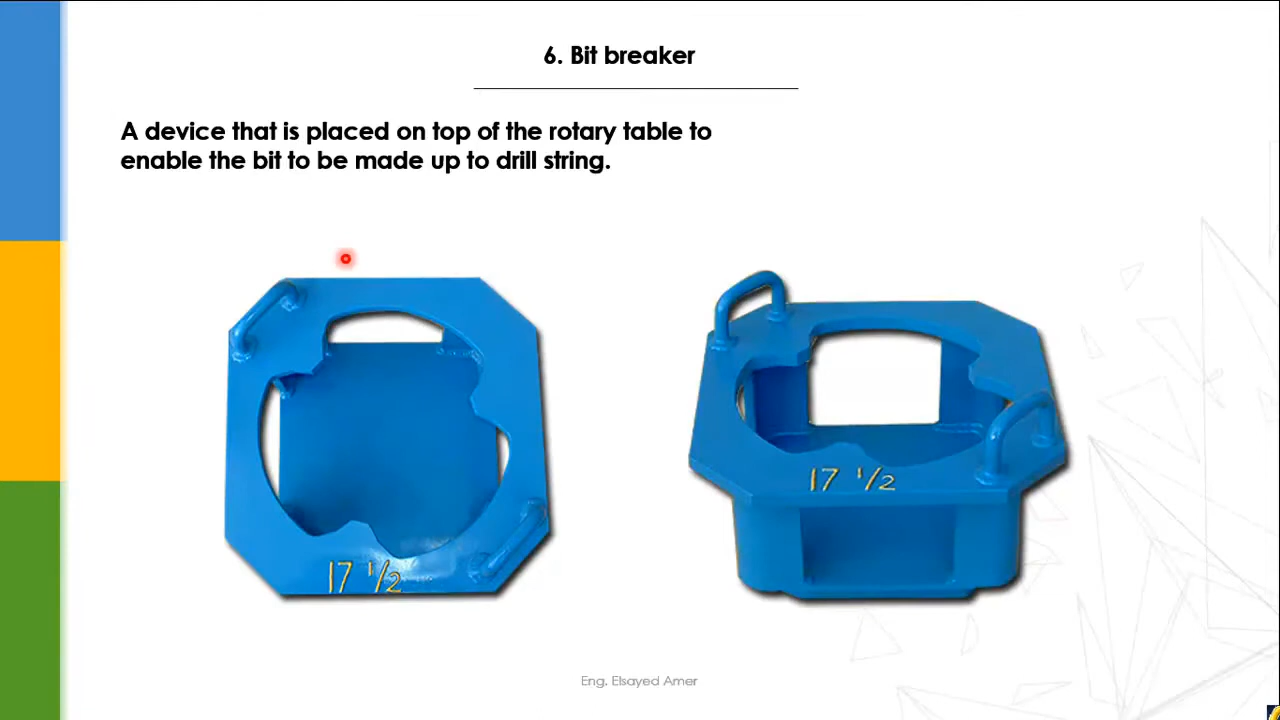 6. Bit breaker
A device that is placed on top of the rotary table to
enable the bit to be made up to drill string.
17 1/2
17 1/2
Eng. Elsayed Amer